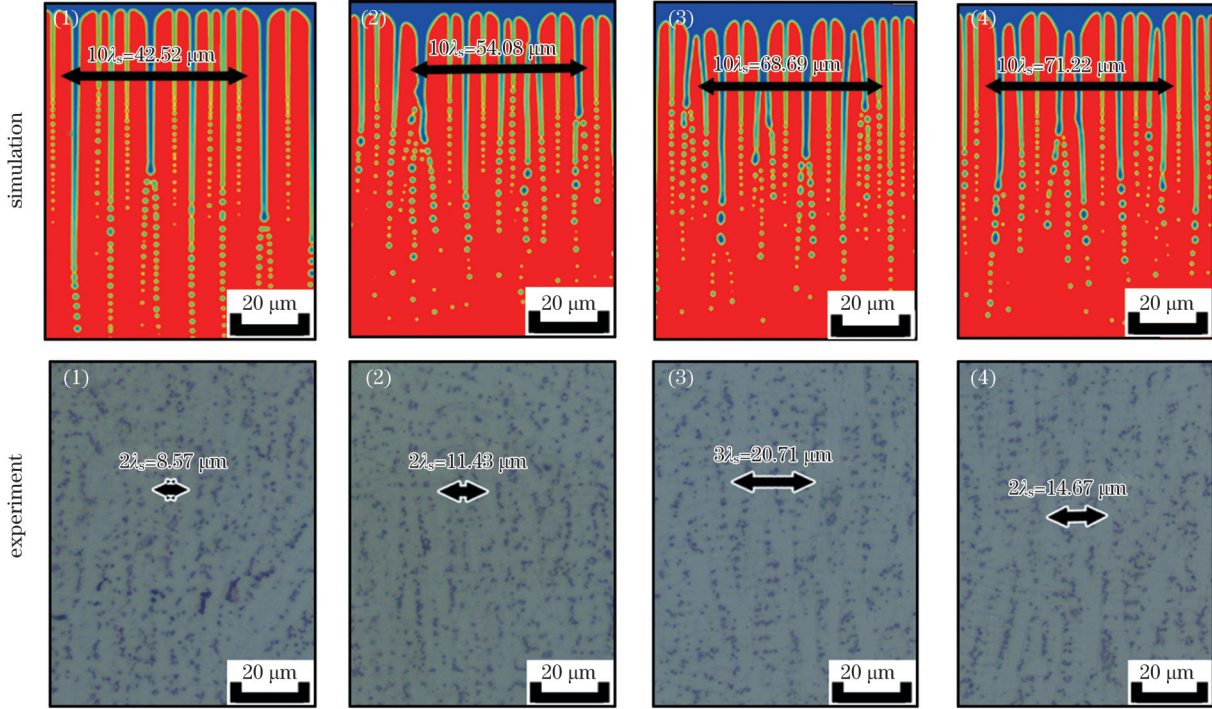 simulation
(1)
10λₛ=42.52 μm
20 μm
(2)
10λₛ=54.08 μm
20 μm
(3)
10λₛ=68.69 μm
20 μm
(4)
10λₛ=71.22 μm
20 μm
experiment
(1)
2λₛ=8.57 μm
20 μm
(2)
2λₛ=11.43 μm
20 μm
(3)
3λₛ=20.71 μm
20 μm
(4)
2λₛ=14.67 μm
20 μm